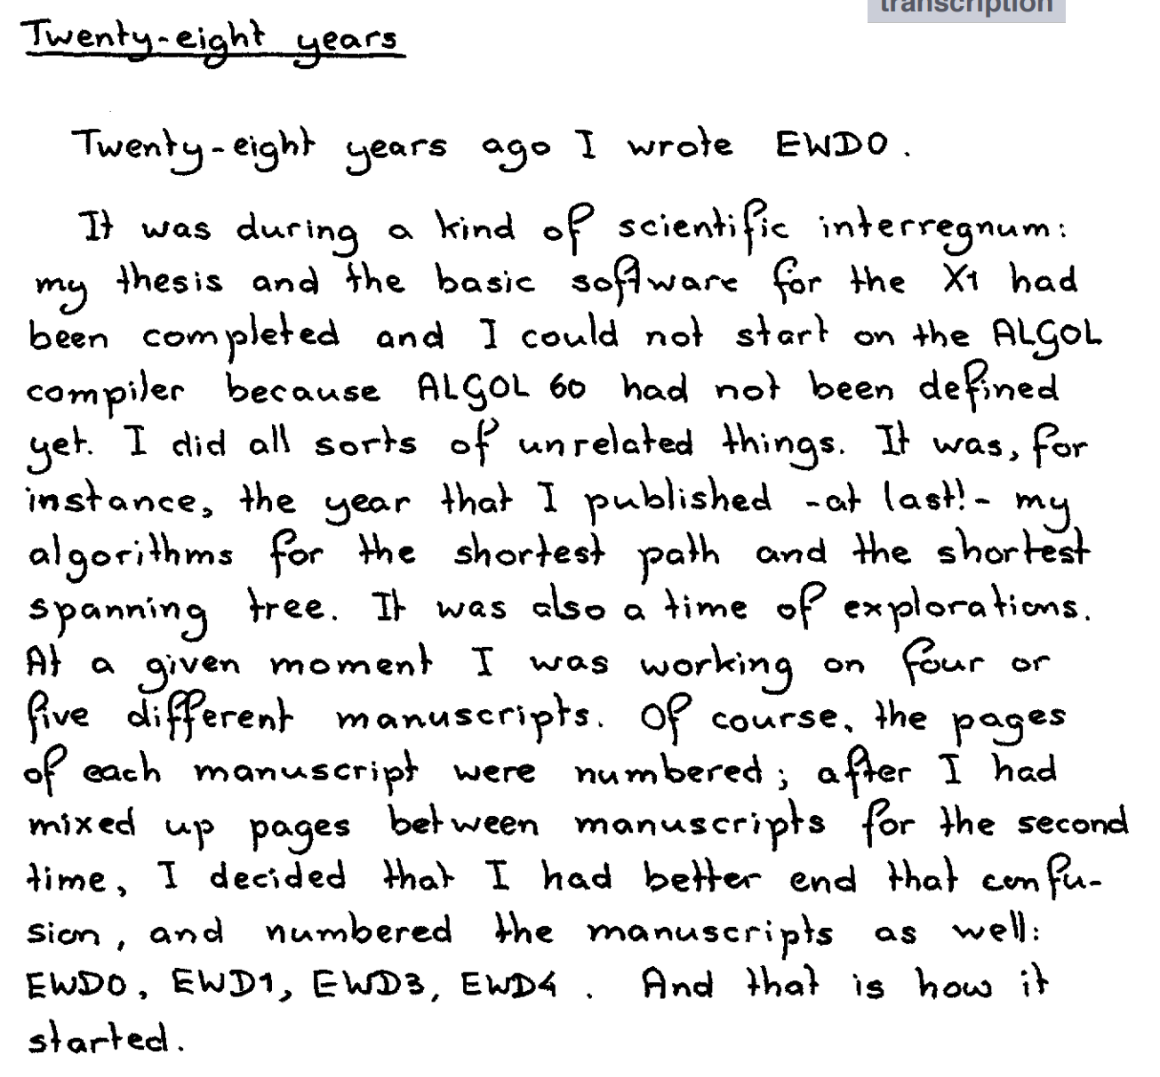 transcription
Twenty-eight years
Twenty-eight years ago I wrote EWD0.
It was during a kind of scientific interregnum:
my thesis and the basic software for the X1 had
been completed and I could not start on the ALGOL
compiler because ALGOL 60 had not been defined
yet. I did all sorts of unrelated things. It was, for
instance, the year that I published -at last!- my
algorithms for the shortest path and the shortest
spanning tree. It was also a time of explorations.
At a given moment I was working on four or
five different manuscripts. Of course, the pages
of each manuscript were numbered; after I had
mixed up pages between manuscripts for the second
time, I decided that I had better end that confu-
sion, and numbered the manuscripts as well:
EWD0, EWD1, EWD3, EWD4. And that is how it
started.